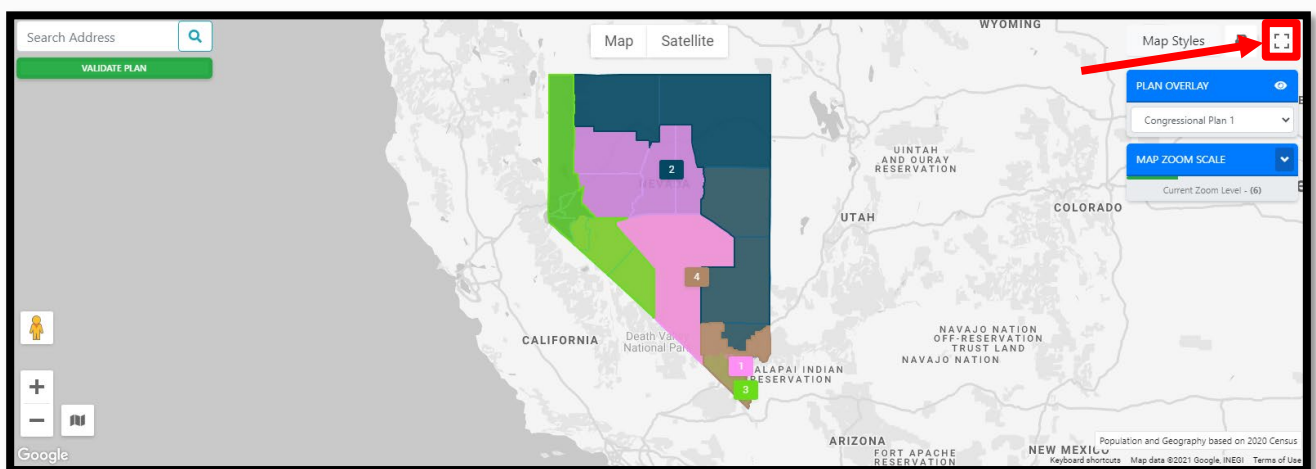 Search Address
VALIDATE PLAN
Map Satellite
WYOMING
Map Styles
PLAN OVERLAY
Congressional Plan 1
MAP ZOOM SCALE
Current Zoom Level - (6)
UINTAH
AND OURAY
RESERVATION
2
NEVADA
UTAH
COLORADO
4
CALIFORNIA
Death Va
National Par
NAVAJO NATION
OFF-RESERVATION
TRUST LAND
NAVAJO NATION
1
ALAPAI INDIAN
RESERVATION
3
+
−
ARIZONA
FORT APACHE
RESERVATION
NEW MEXICO
Population and Geography based on 2020 Census
Google
Keyboard shortcuts Map data ©2021 Google, INEGI Terms of Use